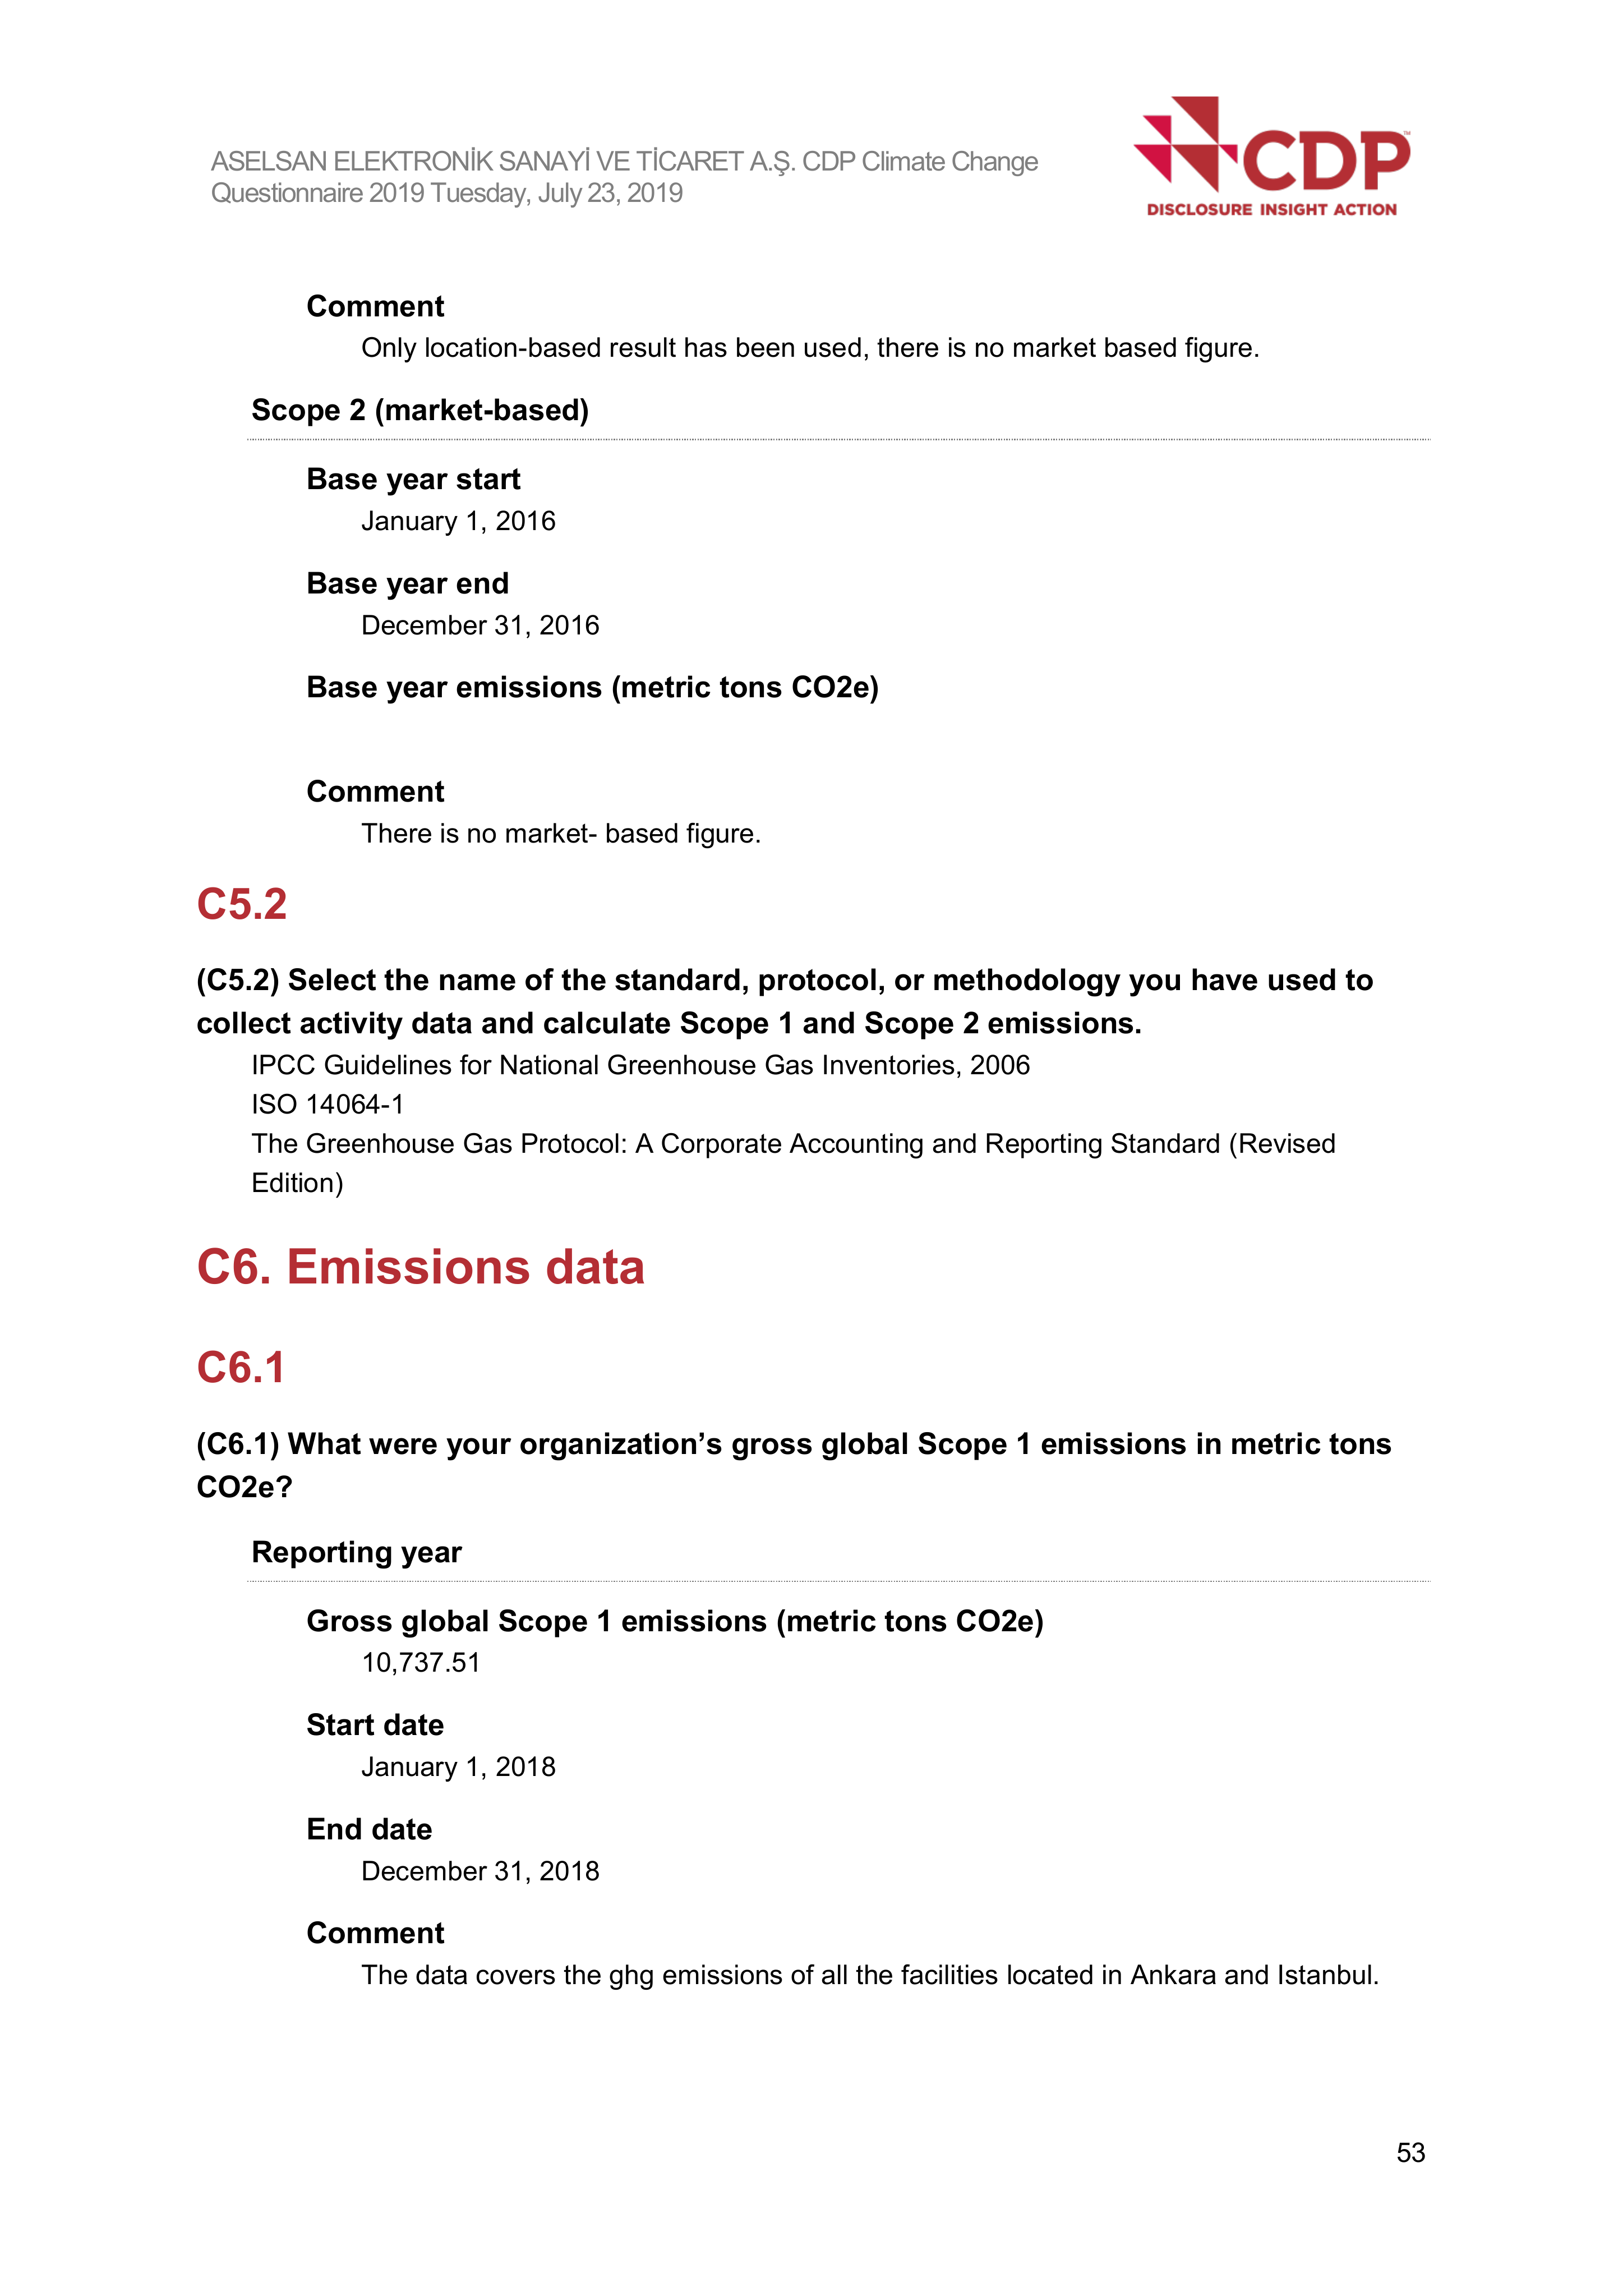 ASELSAN ELEKTRONİK SANAYİ VE TİCARET A.Ş. CDP Climate Change
Questionnaire 2019 Tuesday, July 23, 2019
CDP™
DISCLOSURE INSIGHT ACTION
Comment
Only location-based result has been used, there is no market based figure.
Scope 2 (market-based)
Base year start
January 1, 2016
Base year end
December 31, 2016
Base year emissions (metric tons CO2e)
Comment
There is no market- based figure.
C5.2
(C5.2) Select the name of the standard, protocol, or methodology you have used to
collect activity data and calculate Scope 1 and Scope 2 emissions.
IPCC Guidelines for National Greenhouse Gas Inventories, 2006
ISO 14064-1
The Greenhouse Gas Protocol: A Corporate Accounting and Reporting Standard (Revised
Edition)
C6. Emissions data
C6.1
(C6.1) What were your organization’s gross global Scope 1 emissions in metric tons
CO2e?
Reporting year
Gross global Scope 1 emissions (metric tons CO2e)
10,737.51
Start date
January 1, 2018
End date
December 31, 2018
Comment
The data covers the ghg emissions of all the facilities located in Ankara and Istanbul.
53